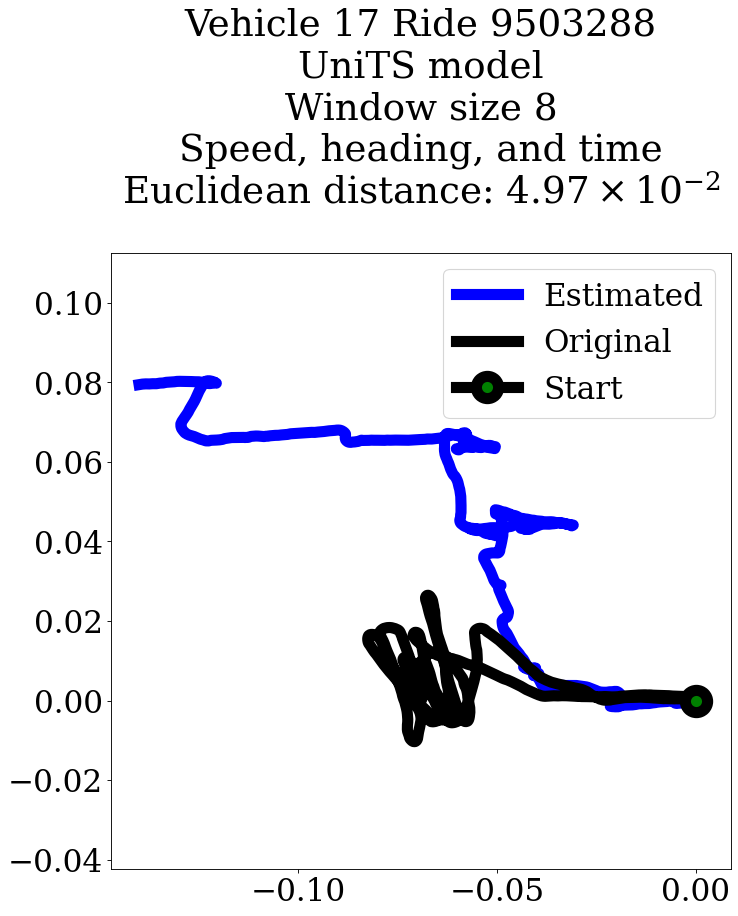 Vehicle 17 Ride 9503288
UniTS model
Window size 8
Speed, heading, and time
Euclidean distance: 4.97 × 10⁻²
Estimated
Original
Start
0.10
0.08
0.06
0.04
0.02
0.00
−0.02
−0.04
−0.10
−0.05
0.00